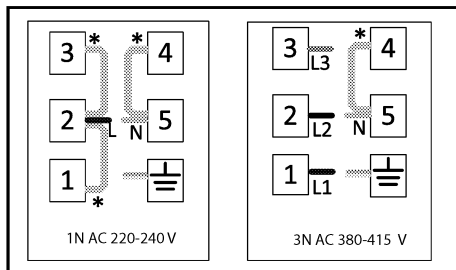 3 * * 4
2 L N 5
1 *
1N AC 220-240 V
3 L3 * 4
2 L2 N 5
1 L1
3N AC 380-415 V